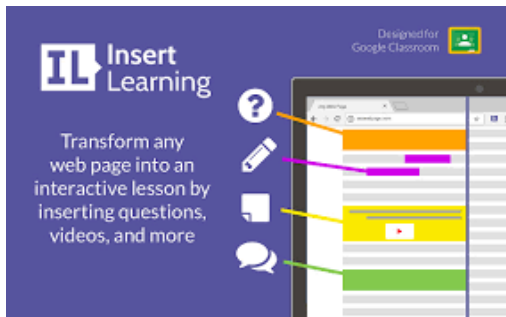 IL Insert
Learning
Designed for
Google Classroom
Transform any
web page into an
interactive lesson by
inserting questions,
videos, and more
?